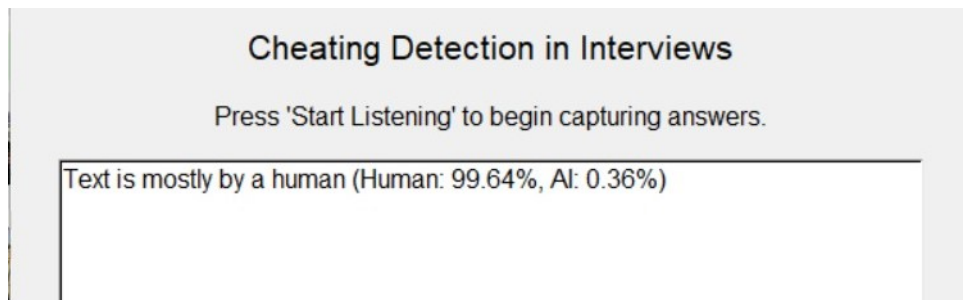 Cheating Detection in Interviews
Press 'Start Listening' to begin capturing answers.
Text is mostly by a human (Human: 99.64%, AI: 0.36%)